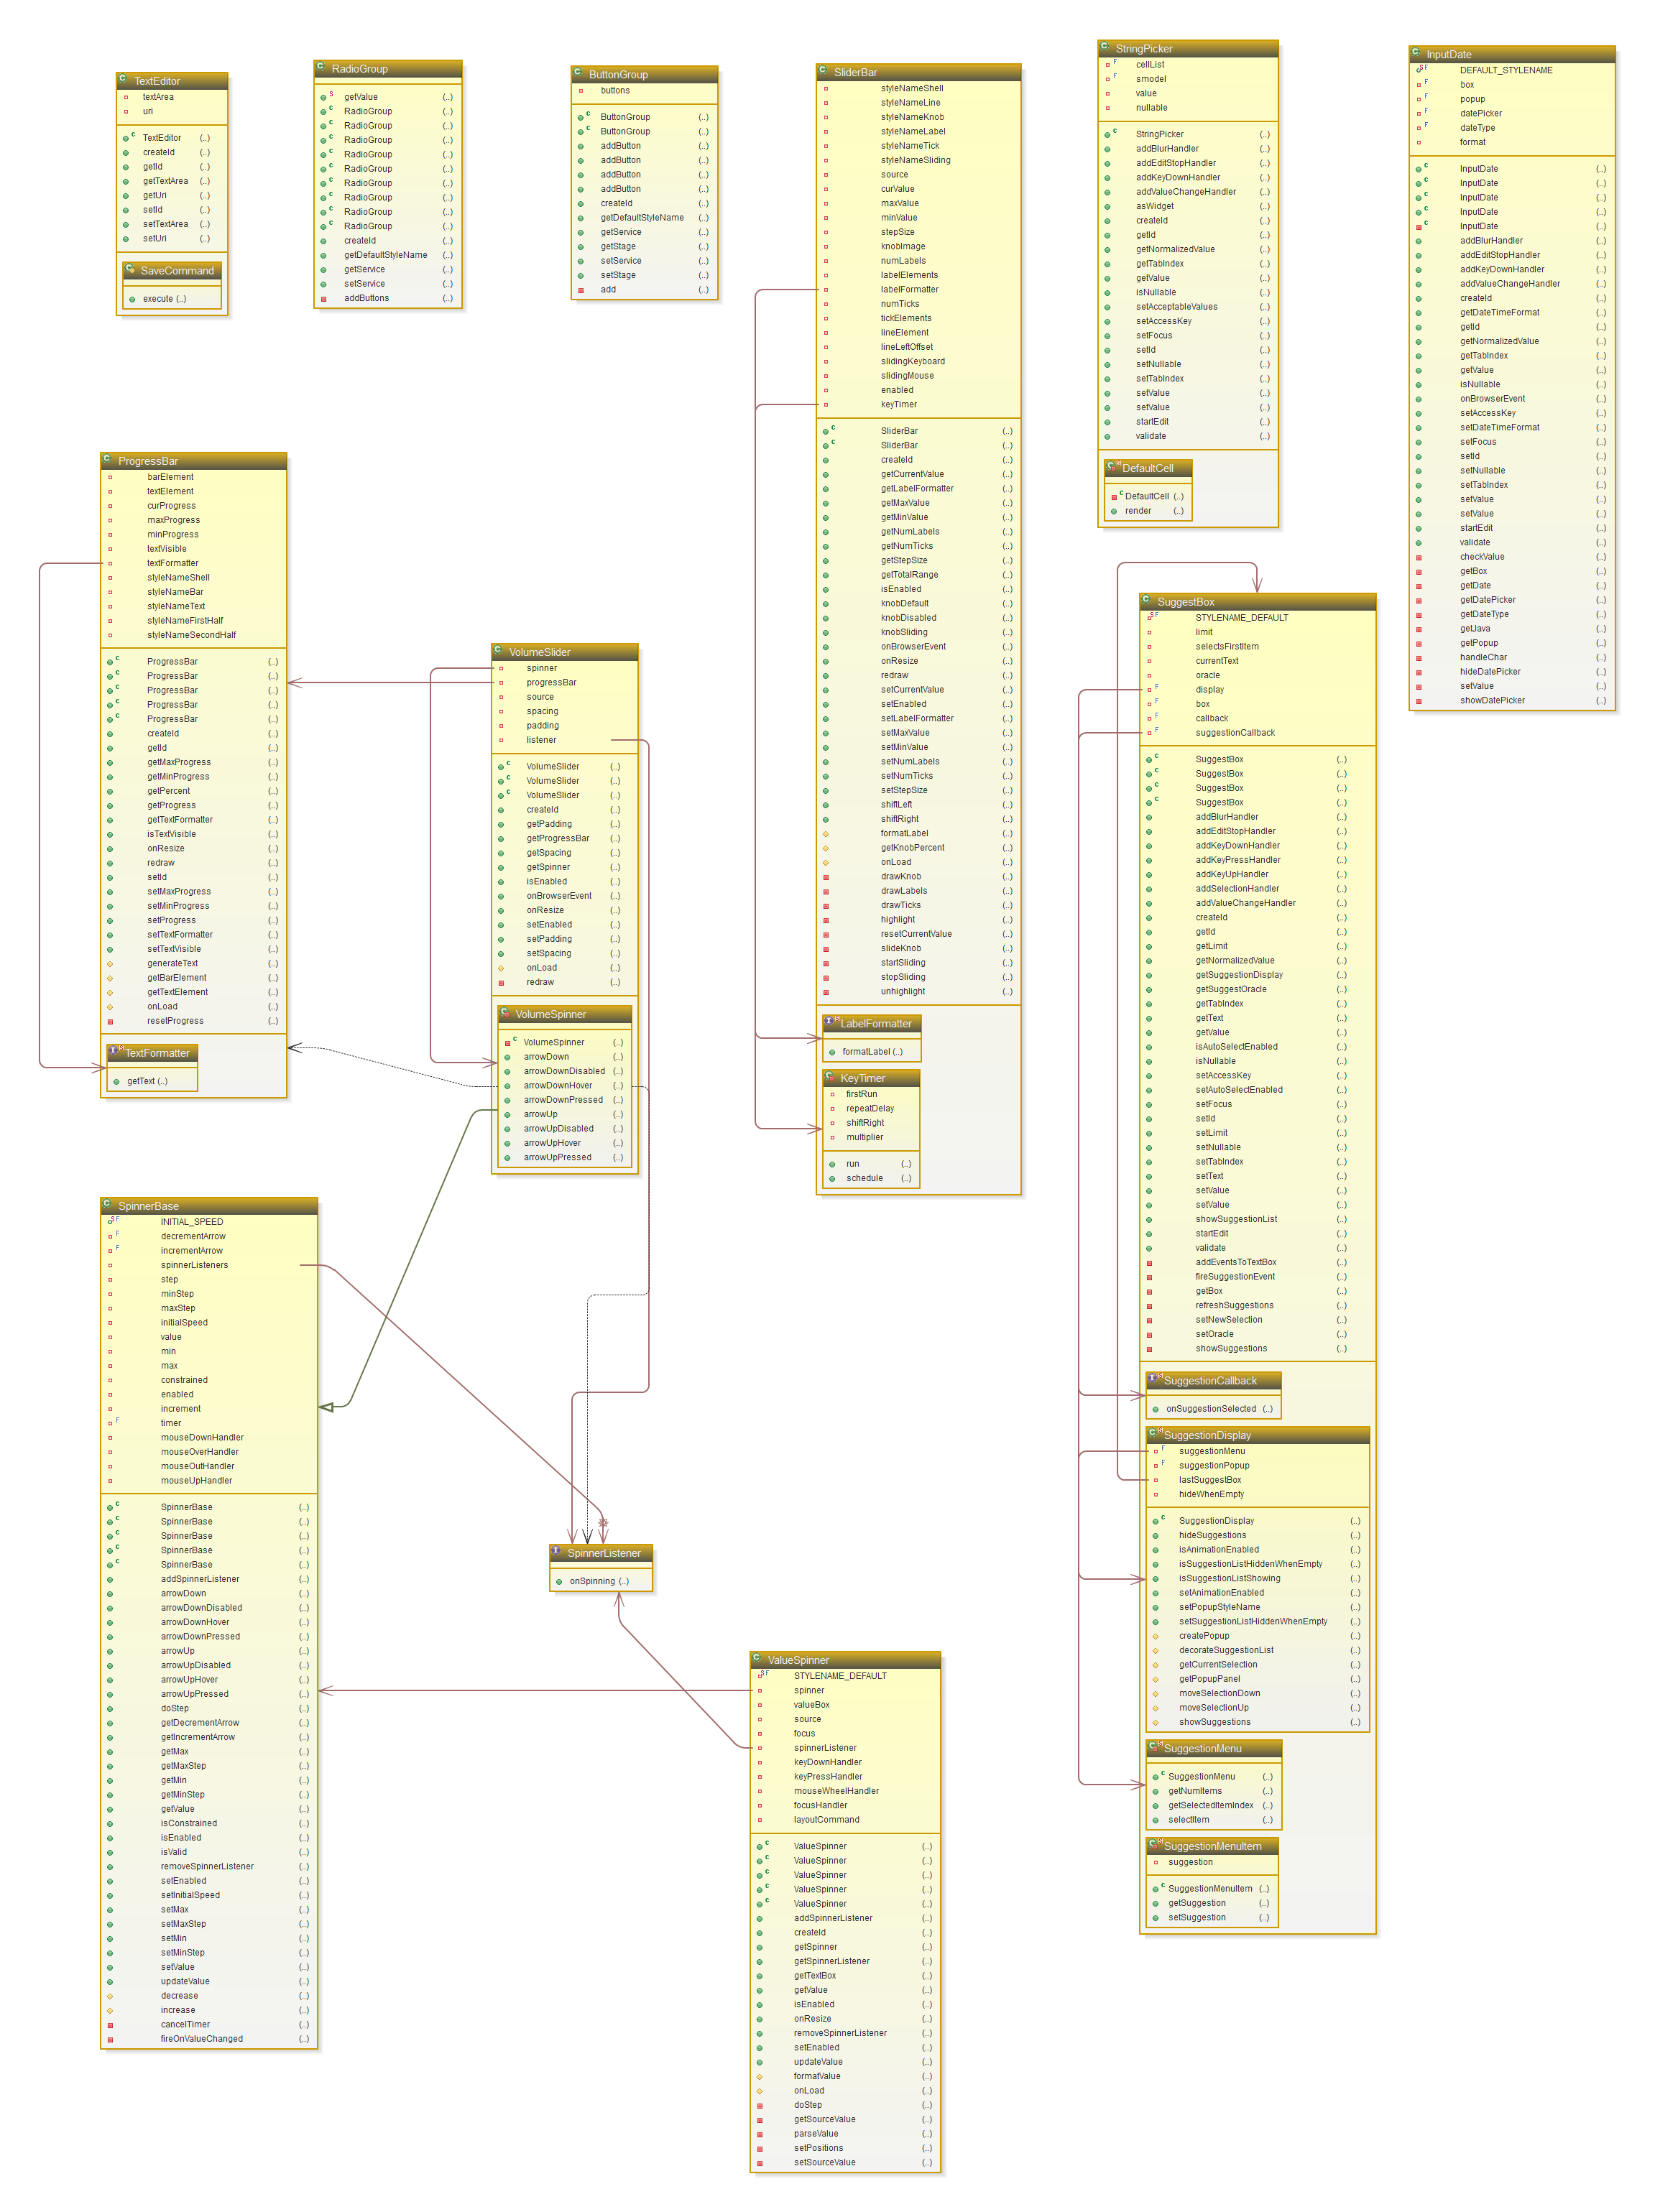 TextEditor
textArea
uri
TextEditor (..)
createId (..)
getId (..)
getTextArea (..)
getUri (..)
setId (..)
setTextArea (..)
setUri (..)
SaveCommand
execute (..)
RadioGroup
getValue (..)
RadioGroup (..)
RadioGroup (..)
RadioGroup (..)
RadioGroup (..)
RadioGroup (..)
RadioGroup (..)
RadioGroup (..)
RadioGroup (..)
RadioGroup (..)
createId (..)
getDefaultStyleName (..)
getService (..)
setService (..)
addButtons (..)
ButtonGroup
buttons
ButtonGroup (..)
ButtonGroup (..)
addButton (..)
addButton (..)
addButton (..)
addButton (..)
createId (..)
getDefaultStyleName (..)
getService (..)
getStage (..)
setService (..)
setStage (..)
add (..)
SliderBar
styleNameShell
styleNameLine
styleNameKnob
styleNameLabel
styleNameTick
styleNameSliding
source
curValue
maxValue
minValue
stepSize
knobImage
numLabels
labelElements
labelFormatter
numTicks
tickElements
lineElement
lineLeftOffset
slidingKeyboard
slidingMouse
enabled
keyTimer
SliderBar (..)
SliderBar (..)
createId (..)
getCurrentValue (..)
getLabelFormatter (..)
getMaxValue (..)
getMinValue (..)
getNumLabels (..)
getNumTicks (..)
getStepSize (..)
getTotalRange (..)
isEnabled (..)
knobDefault (..)
knobDisabled (..)
knobSliding (..)
onBrowserEvent (..)
onResize (..)
redraw (..)
setCurrentValue (..)
setEnabled (..)
setLabelFormatter (..)
setMaxValue (..)
setMinValue (..)
setNumLabels (..)
setNumTicks (..)
setStepSize (..)
shiftLeft (..)
shiftRight (..)
formatLabel (..)
getKnobPercent (..)
onLoad (..)
drawKnob (..)
drawLabels (..)
drawTicks (..)
highlight (..)
resetCurrentValue (..)
slideKnob (..)
startSliding (..)
stopSliding (..)
unhighlight (..)
LabelFormatter
formatLabel (..)
KeyTimer
firstRun
repeatDelay
shiftRight
multiplier
run (..)
schedule (..)
StringPicker
cellList
smodel
value
nullable
StringPicker (..)
addBlurHandler (..)
addEditStopHandler (..)
addKeyDownHandler (..)
addValueChangeHandler (..)
asWidget (..)
createId (..)
getId (..)
getNormalizedValue (..)
getTabIndex (..)
getValue (..)
isNullable (..)
setAcceptableValues (..)
setAccessKey (..)
setFocus (..)
setId (..)
setNullable (..)
setTabIndex (..)
setValue (..)
setValue (..)
startEdit (..)
validate (..)
DefaultCell
DefaultCell (..)
render (..)
InputDate
DEFAULT_STYLENAME
box
popup
datePicker
dateType
format
InputDate (..)
InputDate (..)
InputDate (..)
InputDate (..)
InputDate (..)
addBlurHandler (..)
addEditStopHandler (..)
addKeyDownHandler (..)
addValueChangeHandler (..)
createId (..)
getDateTimeFormat (..)
getId (..)
getNormalizedValue (..)
getTabIndex (..)
getValue (..)
isNullable (..)
onBrowserEvent (..)
setAccessKey (..)
setDateTimeFormat (..)
setFocus (..)
setId (..)
setNullable (..)
setTabIndex (..)
setValue (..)
setValue (..)
startEdit (..)
validate (..)
checkValue (..)
getBox (..)
getDate (..)
getDatePicker (..)
getDateType (..)
getJava (..)
getPopup (..)
handleChar (..)
hideDatePicker (..)
setValue (..)
showDatePicker (..)
ProgressBar
barElement
textElement
curProgress
maxProgress
minProgress
textVisible
textFormatter
styleNameShell
styleNameBar
styleNameText
styleNameFirstHalf
styleNameSecondHalf
ProgressBar (..)
ProgressBar (..)
ProgressBar (..)
ProgressBar (..)
ProgressBar (..)
createId (..)
getId (..)
getMaxProgress (..)
getMinProgress (..)
getPercent (..)
getProgress (..)
getTextFormatter (..)
isTextVisible (..)
onResize (..)
redraw (..)
setId (..)
setMaxProgress (..)
setMinProgress (..)
setProgress (..)
setTextFormatter (..)
setTextVisible (..)
generateText (..)
getBarElement (..)
getTextElement (..)
onLoad (..)
resetProgress (..)
TextFormatter
getText (..)
VolumeSlider
spinner
progressBar
source
spacing
padding
listener
VolumeSlider (..)
VolumeSlider (..)
VolumeSlider (..)
createId (..)
getPadding (..)
getProgressBar (..)
getSpacing (..)
getSpinner (..)
isEnabled (..)
onBrowserEvent (..)
onResize (..)
setEnabled (..)
setPadding (..)
setSpacing (..)
onLoad (..)
redraw (..)
VolumeSpinner
VolumeSpinner (..)
arrowDown (..)
arrowDownDisabled (..)
arrowDownHover (..)
arrowDownPressed (..)
arrowUp (..)
arrowUpDisabled (..)
arrowUpHover (..)
arrowUpPressed (..)
SuggestBox
STYLENAME_DEFAULT
limit
selectsFirstItem
currentText
oracle
display
box
callback
suggestionCallback
SuggestBox (..)
SuggestBox (..)
SuggestBox (..)
SuggestBox (..)
addBlurHandler (..)
addEditStopHandler (..)
addKeyDownHandler (..)
addKeyPressHandler (..)
addKeyUpHandler (..)
addSelectionHandler (..)
addValueChangeHandler (..)
createId (..)
getId (..)
getLimit (..)
getNormalizedValue (..)
getSuggestionDisplay (..)
getSuggestOracle (..)
getTabIndex (..)
getText (..)
getValue (..)
isAutoSelectEnabled (..)
isNullable (..)
setAccessKey (..)
setAutoSelectEnabled (..)
setFocus (..)
setId (..)
setLimit (..)
setNullable (..)
setTabIndex (..)
setText (..)
setValue (..)
setValue (..)
showSuggestionList (..)
startEdit (..)
validate (..)
addEventsToTextBox (..)
fireSuggestionEvent (..)
getBox (..)
refreshSuggestions (..)
setNewSelection (..)
setOracle (..)
showSuggestions (..)
SuggestionCallback
onSuggestionSelected (..)
SuggestionDisplay
suggestionMenu
suggestionPopup
lastSuggestBox
hideWhenEmpty
SuggestionDisplay (..)
hideSuggestions (..)
isAnimationEnabled (..)
isSuggestionListHiddenWhenEmpty (..)
isSuggestionListShowing (..)
setAnimationEnabled (..)
setPopupStyleName (..)
setSuggestionListHiddenWhenEmpty (..)
createPopup (..)
decorateSuggestionList (..)
getCurrentSelection (..)
getPopupPanel (..)
moveSelectionDown (..)
moveSelectionUp (..)
showSuggestions (..)
SuggestionMenu
SuggestionMenu (..)
getNumItems (..)
getSelectedItemIndex (..)
selectItem (..)
SuggestionMenuItem
suggestion
SuggestionMenuItem (..)
getSuggestion (..)
setSuggestion (..)
SpinnerBase
INITIAL_SPEED
decrementArrow
incrementArrow
spinnerListeners
step
minStep
maxStep
initialSpeed
value
min
max
constrained
enabled
increment
timer
mouseDownHandler
mouseOverHandler
mouseOutHandler
mouseUpHandler
SpinnerBase (..)
SpinnerBase (..)
SpinnerBase (..)
SpinnerBase (..)
SpinnerBase (..)
addSpinnerListener (..)
arrowDown (..)
arrowDownDisabled (..)
arrowDownHover (..)
arrowDownPressed (..)
arrowUp (..)
arrowUpDisabled (..)
arrowUpHover (..)
arrowUpPressed (..)
doStep (..)
getDecrementArrow (..)
getIncrementArrow (..)
getMax (..)
getMaxStep (..)
getMin (..)
getMinStep (..)
getValue (..)
isConstrained (..)
isEnabled (..)
isValid (..)
removeSpinnerListener (..)
setEnabled (..)
setInitialSpeed (..)
setMax (..)
setMaxStep (..)
setMin (..)
setMinStep (..)
setValue (..)
updateValue (..)
decrease (..)
increase (..)
cancelTimer (..)
fireOnValueChanged (..)
SpinnerListener
onSpinning (..)
ValueSpinner
STYLENAME_DEFAULT
spinner
valueBox
source
focus
spinnerListener
keyDownHandler
keyPressHandler
mouseWheelHandler
focusHandler
layoutCommand
ValueSpinner (..)
ValueSpinner (..)
ValueSpinner (..)
ValueSpinner (..)
ValueSpinner (..)
addSpinnerListener (..)
createId (..)
getSpinner (..)
getSpinnerListener (..)
getTextBox (..)
getValue (..)
isEnabled (..)
onResize (..)
removeSpinnerListener (..)
setEnabled (..)
updateValue (..)
formatValue (..)
onLoad (..)
doStep (..)
getSourceValue (..)
parseValue (..)
setPositions (..)
setSourceValue (..)